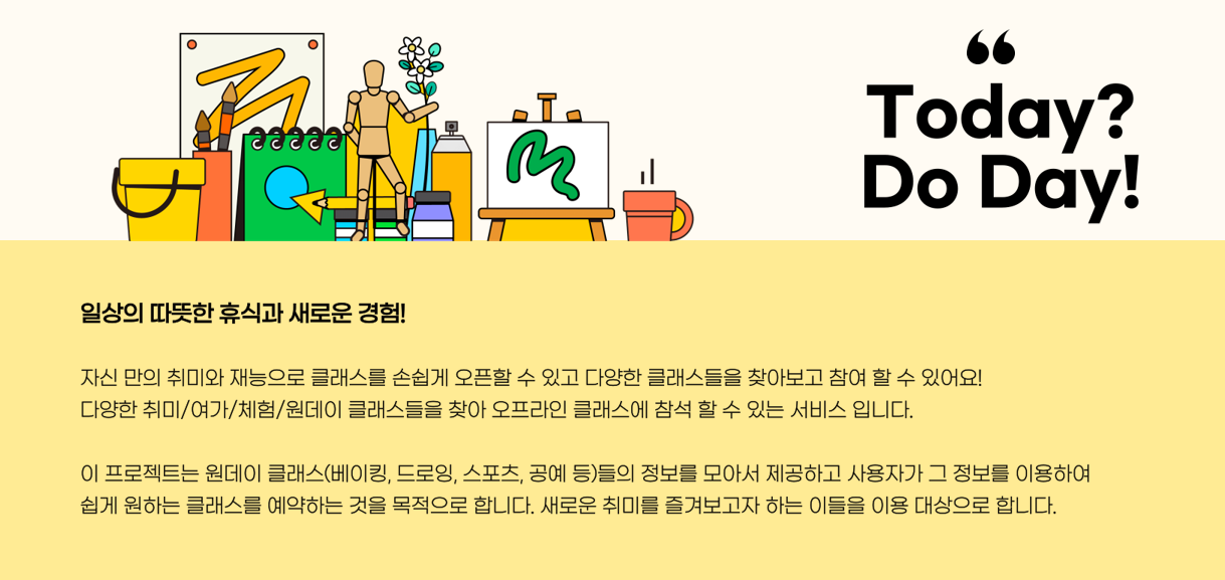 “
Today?
Do Day!
일상의 따뜻한 휴식과 새로운 경험!
자신 만의 취미와 재능으로 클래스를 손쉽게 오픈할 수 있고 다양한 클래스들을 찾아보고 참여 할 수 있어요!
다양한 취미/여가/체험/원데이 클래스들을 찾아 오프라인 클래스에 참석 할 수 있는 서비스 입니다.
이 프로젝트는 원데이 클래스(베이킹, 드로잉, 스포츠, 공예 등)들의 정보를 모아서 제공하고 사용자가 그 정보를 이용하여
쉽게 원하는 클래스를 예약하는 것을 목적으로 합니다. 새로운 취미를 즐겨보고자 하는 이들을 이용 대상으로 합니다.